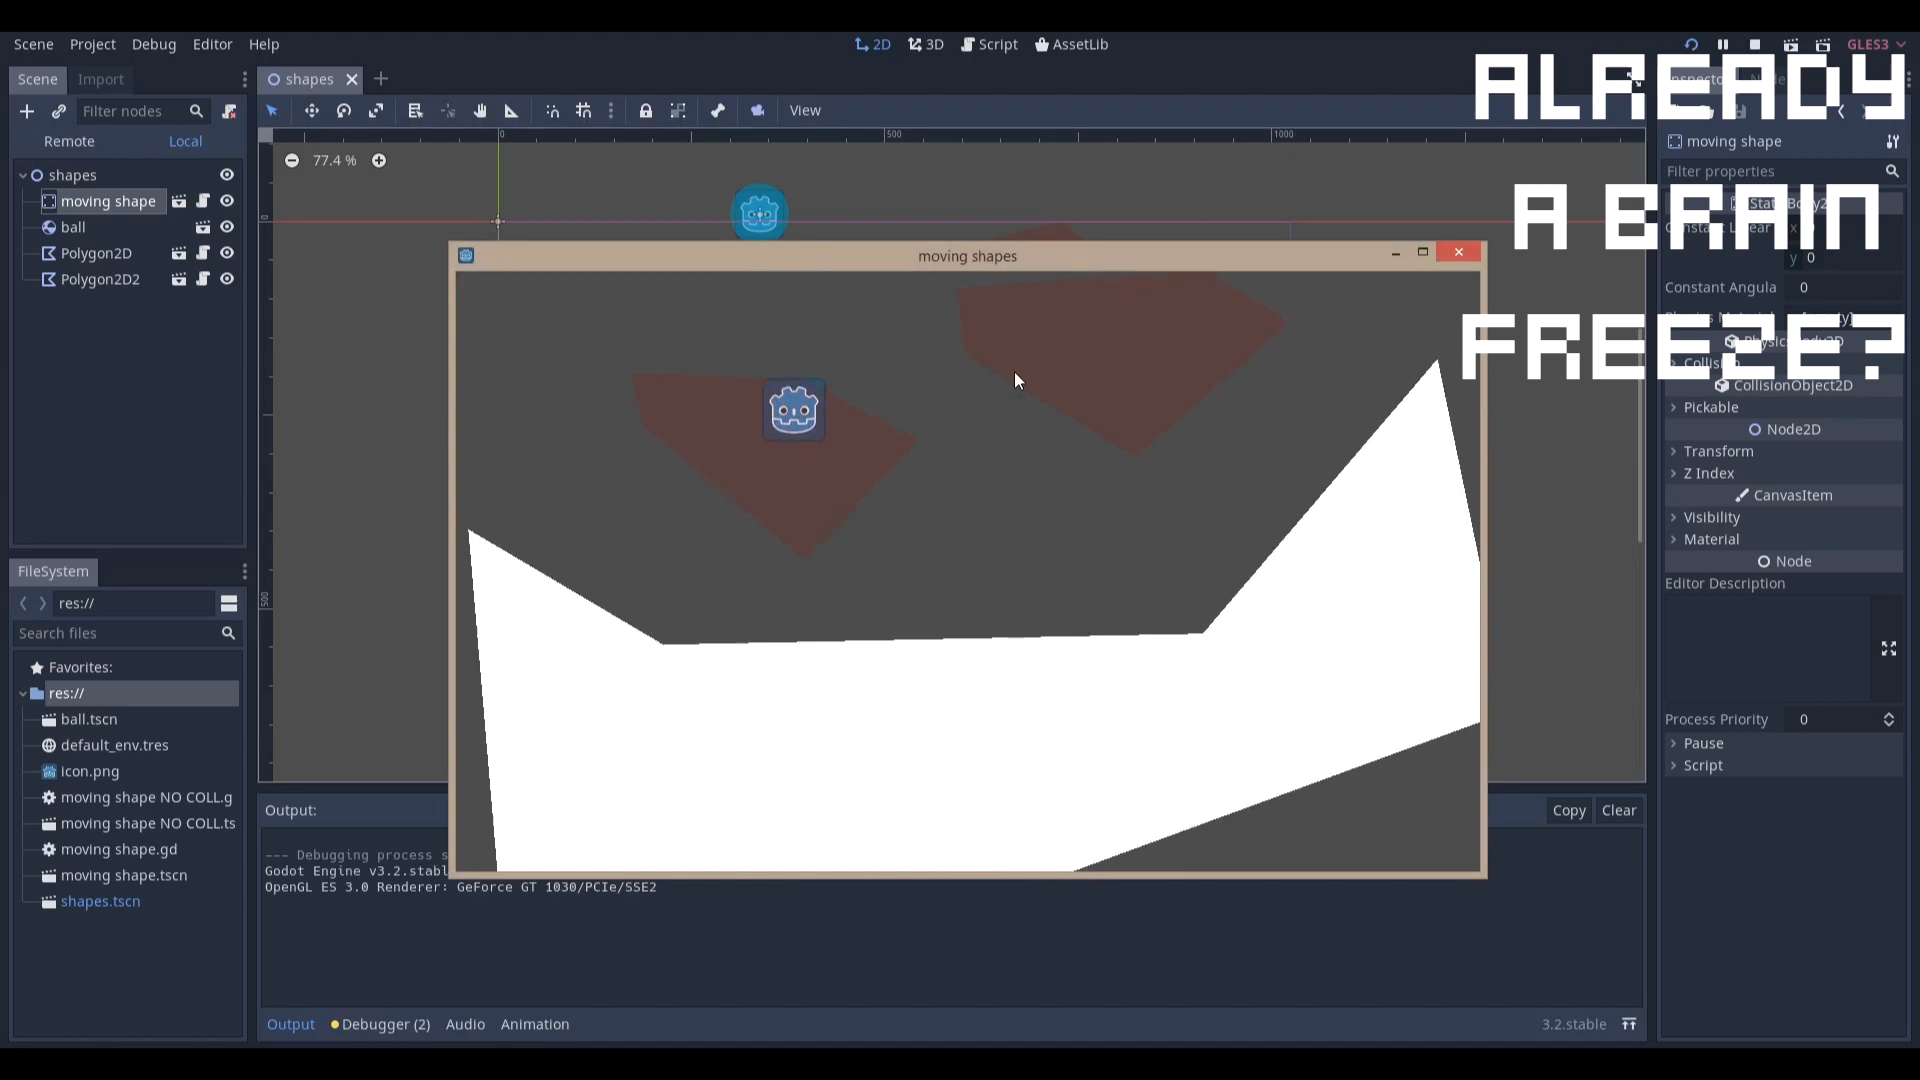 Scene Project Debug Editor Help
2D 3D Script AssetLib
GLES3
Scene Import
shapes
ALREADY
Filter nodes
View
Remote Local
moving shape
0 500 1000
77.4 %
Filter properties
shapes
moving shape
A BRAIN
ball
Polygon2D
y 0
Polygon2D2
moving shapes
Constant Angula 0
FREEZE?
CollisionObject2D
Pickable
Node2D
Transform
Z Index
CanvasItem
Visibility
Material
Node
FileSystem
Editor Description
res://
500
Search files
Favorites:
res://
ball.tscn
Process Priority 0
default_env.tres
Pause
icon.png
Script
moving shape NO COLL.g
Output: Copy Clear
moving shape NO COLL.ts
moving shape.gd
--- Debugging process s
Godot Engine v3.2.stabl
moving shape.tscn
OpenGL ES 3.0 Renderer: GeForce GT 1030/PCIe/SSE2
shapes.tscn
Output Debugger (2) Audio Animation 3.2.stable